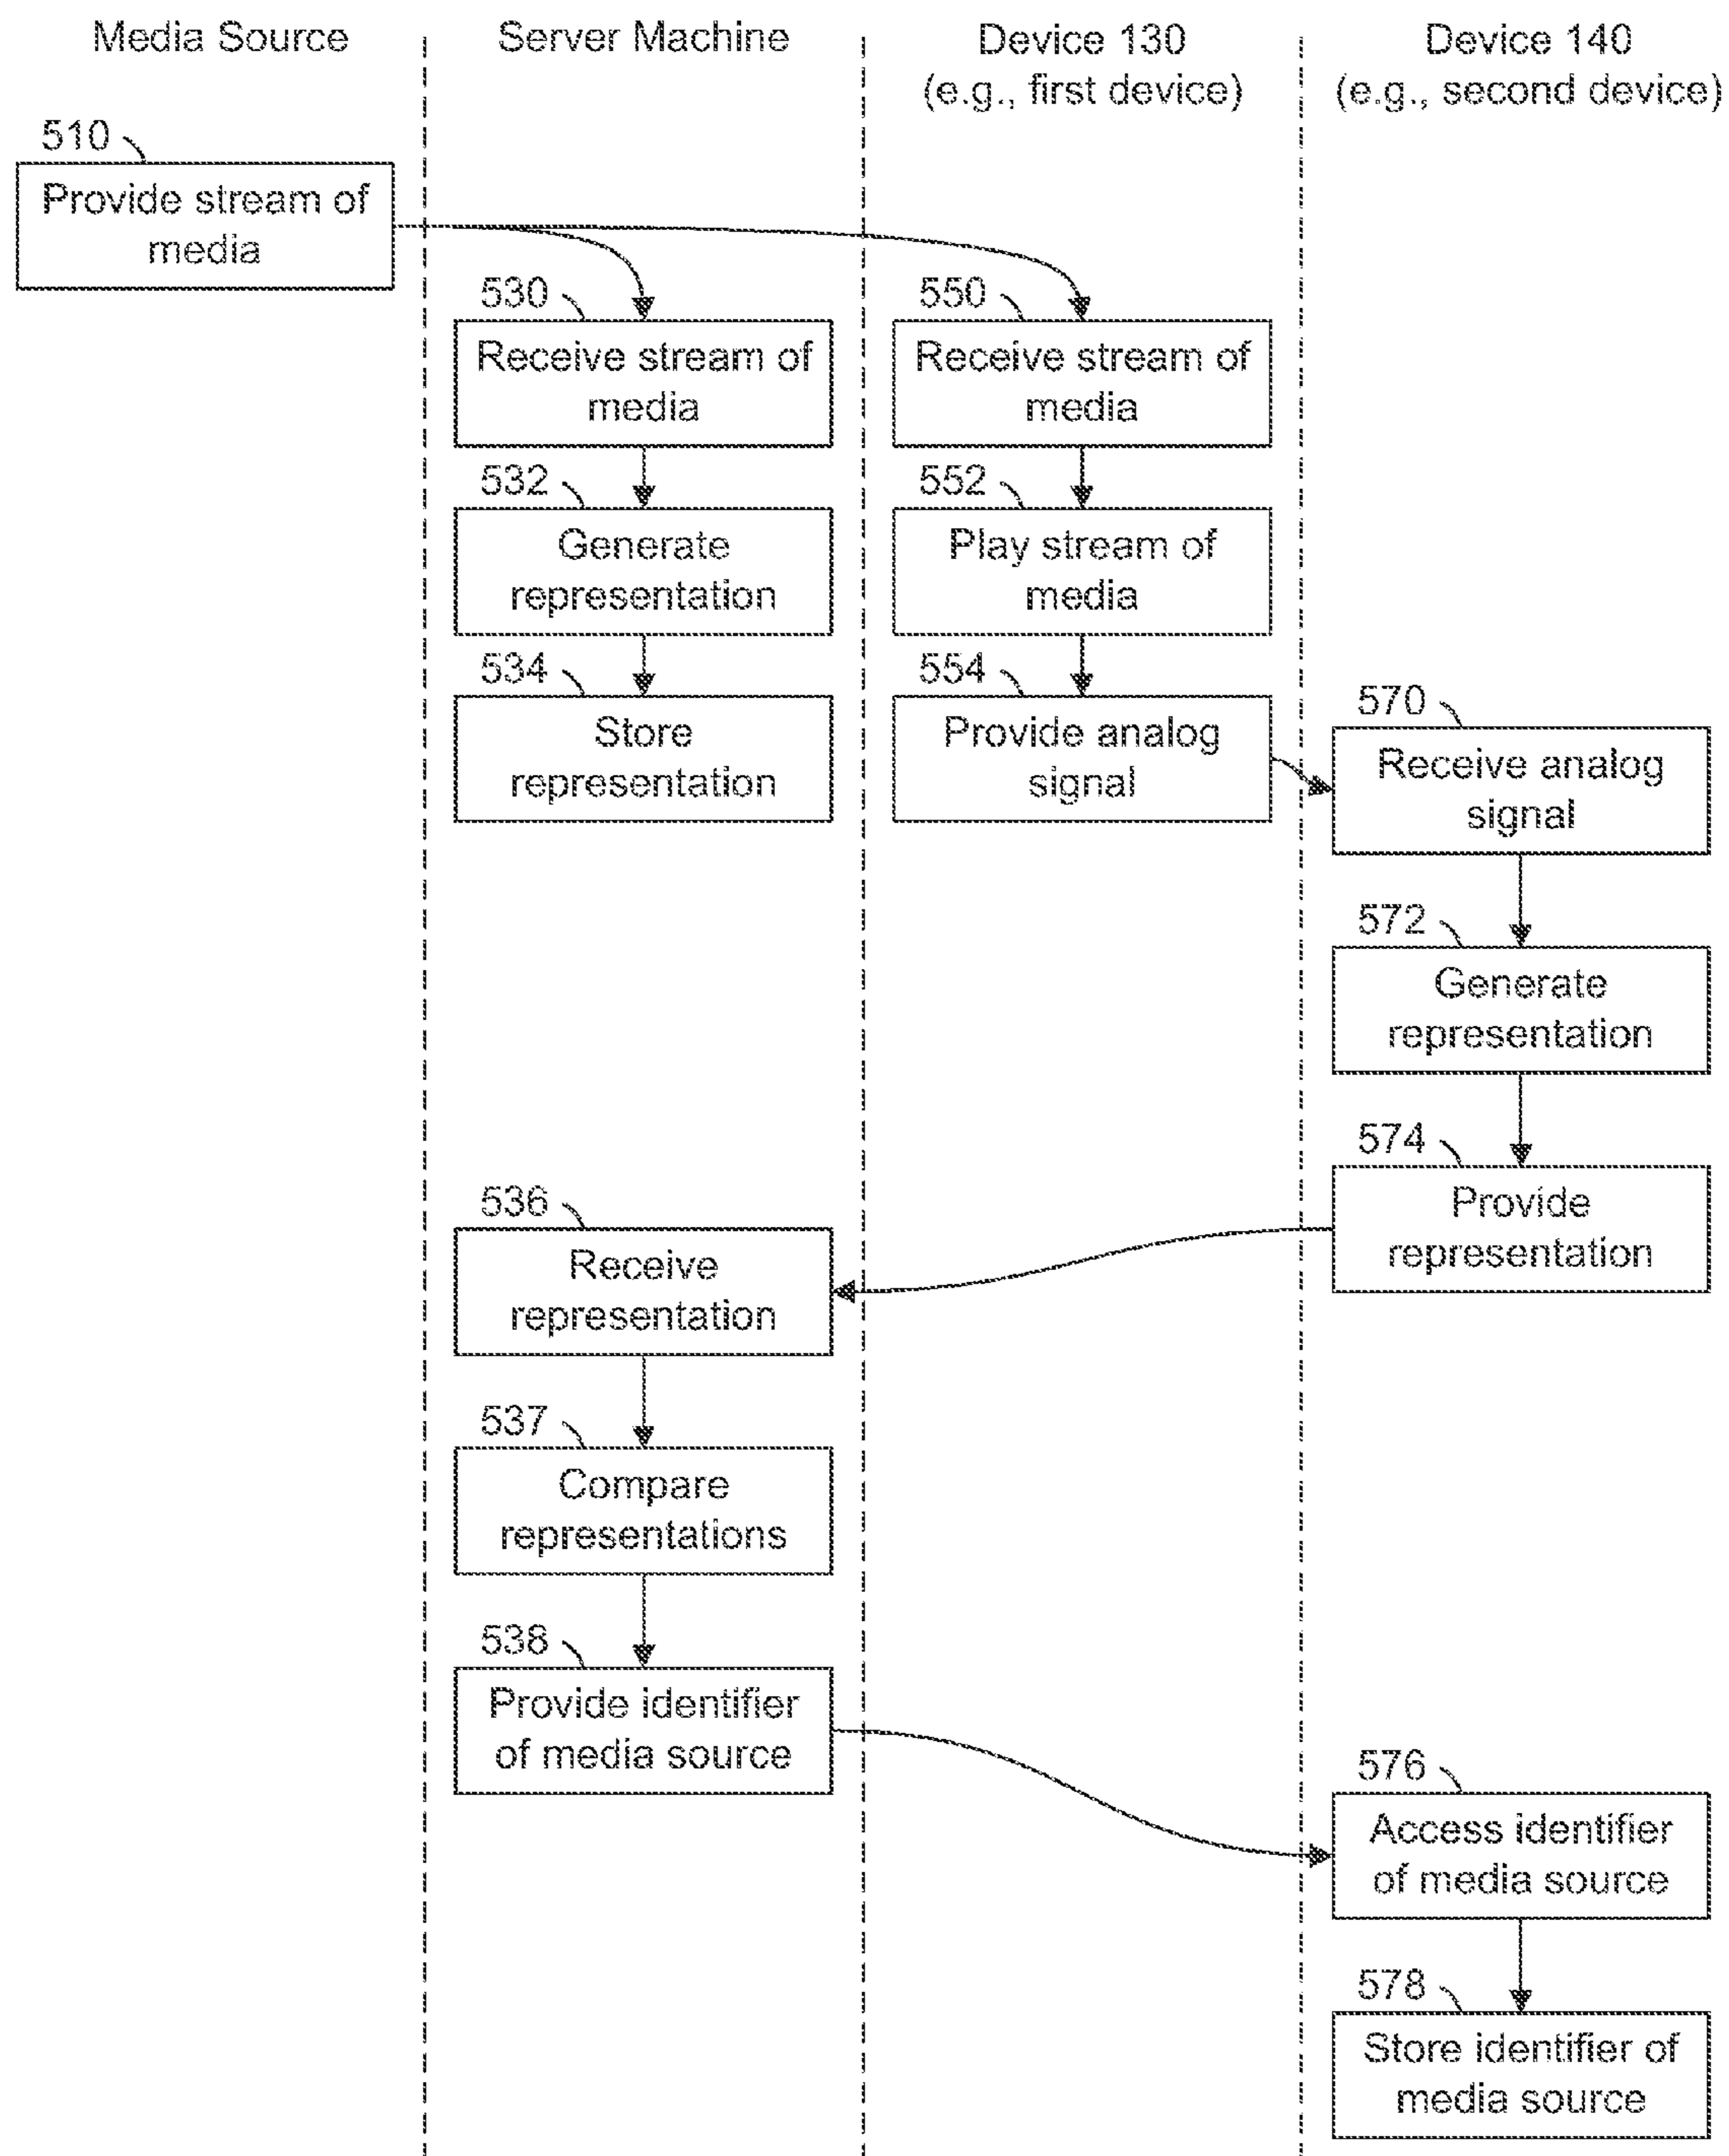 Media Source
Server Machine
Device 130
(e.g., first device)
Device 140
(e.g., second device)
510
Provide stream of
media
530
Receive stream of
media
550
Receive stream of
media
532
Generate
representation
552
Play stream of
media
534
Store
representation
554
Provide analog
signal
570
Receive analog
signal
572
Generate
representation
574
Provide
representation
536
Receive
representation
537
Compare
representations
538
Provide identifier
of media source
576
Access identifier
of media source
578
Store identifier of
media source